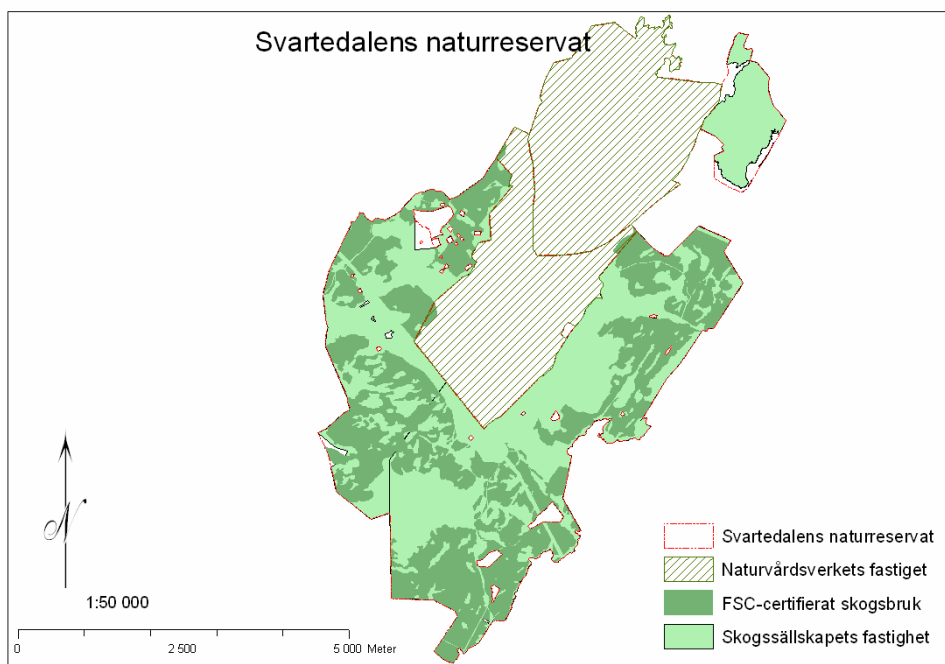 Svartedalens naturreservat
N
1:50 000
0 2 500 5 000 Meter
Svartedalens naturreservat
Naturvårdsverkets fastiget
FSC-certifierat skogsbruk
Skogssällskapets fastighet